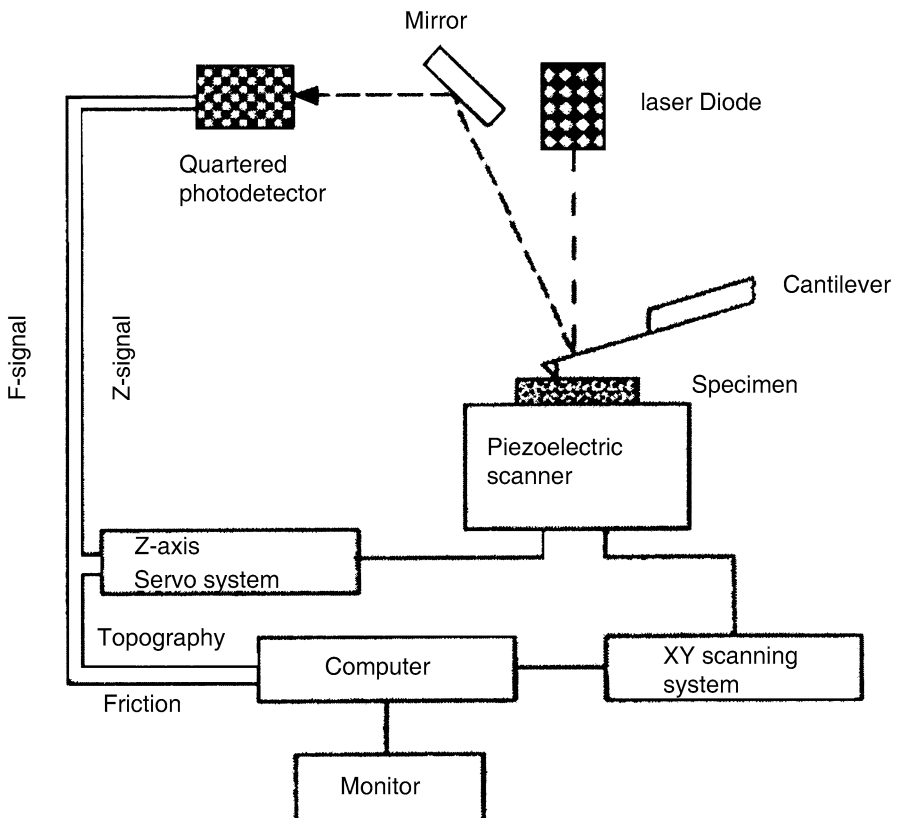 Mirror
laser Diode
Quartered
photodetector
Cantilever
F-signal
Z-signal
Specimen
Piezoelectric
scanner
Z-axis
Servo system
Topography
Computer
XY scanning
system
Friction
Monitor